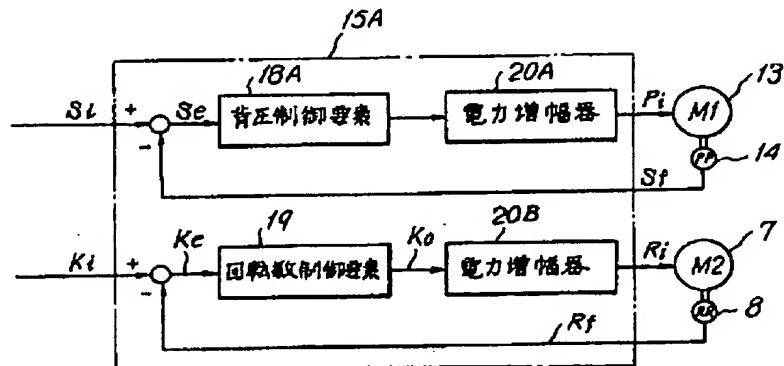 15A
18A
20A
13
Si
+
Se
背圧制御要素
電力増幅器
Pi
M1
-
PP
14
Sf
19
20B
7
Ki
+
Ke
回転数制御要素
Ko
電力増幅器
Ri
M2
-
8
Rf